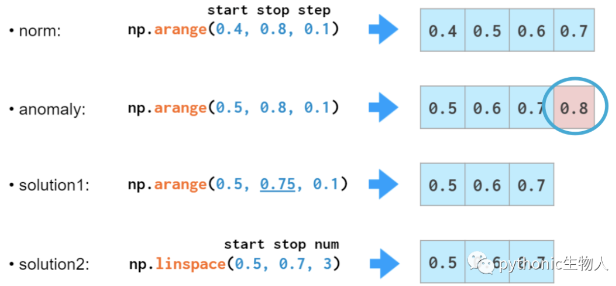 start stop step
• norm: np.arange(0.4, 0.8, 0.1) 0.4 0.5 0.6 0.7
• anomaly: np.arange(0.5, 0.8, 0.1) 0.5 0.6 0.7 0.8
• solution1: np.arange(0.5, 0.75, 0.1) 0.5 0.6 0.7
start stop num
• solution2: np.linspace(0.5, 0.7, 3) 0.5 0.6 0.7
pythonic生物人